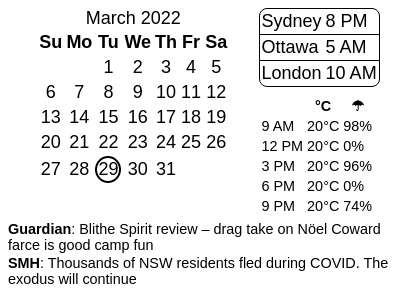 March 2022
Su Mo Tu We Th Fr Sa
1 2 3 4 5
6 7 8 9 10 11 12
13 14 15 16 17 18 19
20 21 22 23 24 25 26
27 28 29 30 31
Sydney 8 PM
Ottawa 5 AM
London 10 AM
°C ☂
9 AM 20°C 98%
12 PM 20°C 0%
3 PM 20°C 96%
6 PM 20°C 0%
9 PM 20°C 74%
Guardian: Blithe Spirit review – drag take on Nöel Coward
farce is good camp fun
SMH: Thousands of NSW residents fled during COVID. The
exodus will continue